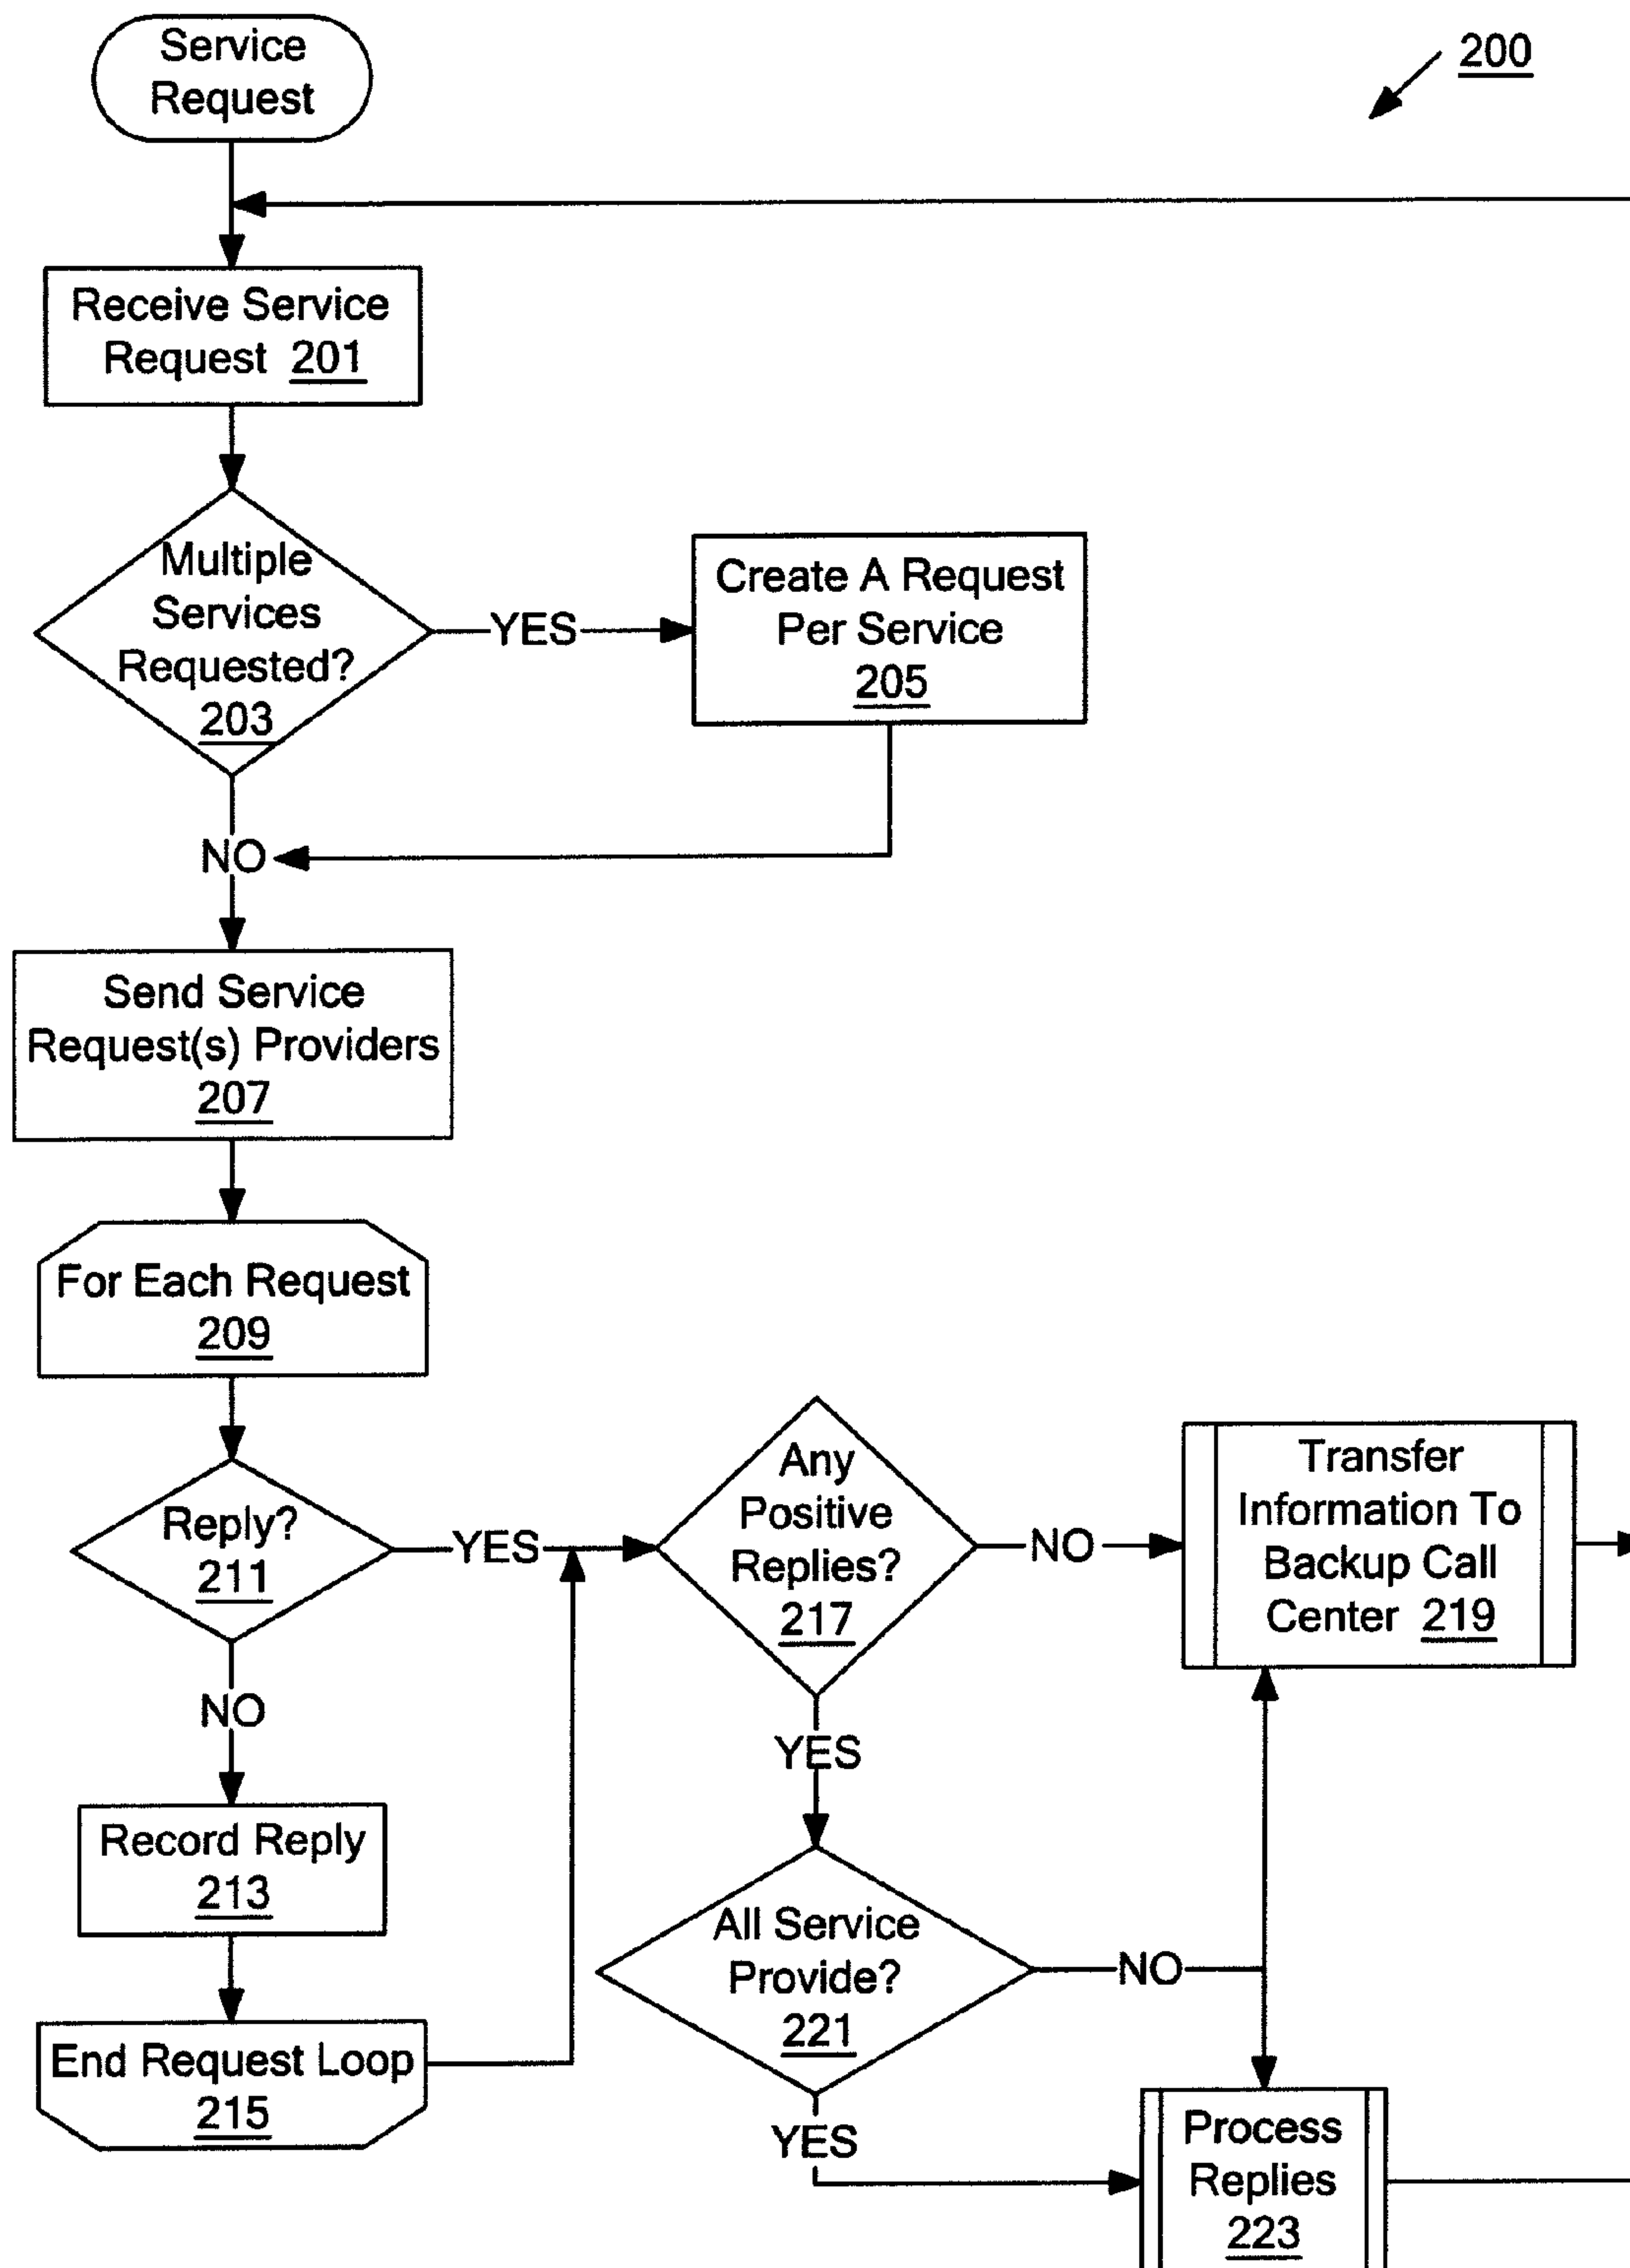 Service
Request
200
Receive Service
Request 201
Multiple
Services
Requested?
203
YES
Create A Request
Per Service
205
NO
Send Service
Request(s) Providers
207
For Each Request
209
Reply?
211
YES
NO
Record Reply
213
End Request Loop
215
Any
Positive
Replies?
217
NO
Transfer
Information To
Backup Call
Center 219
YES
All Service
Provide?
221
NO
YES
Process
Replies
223